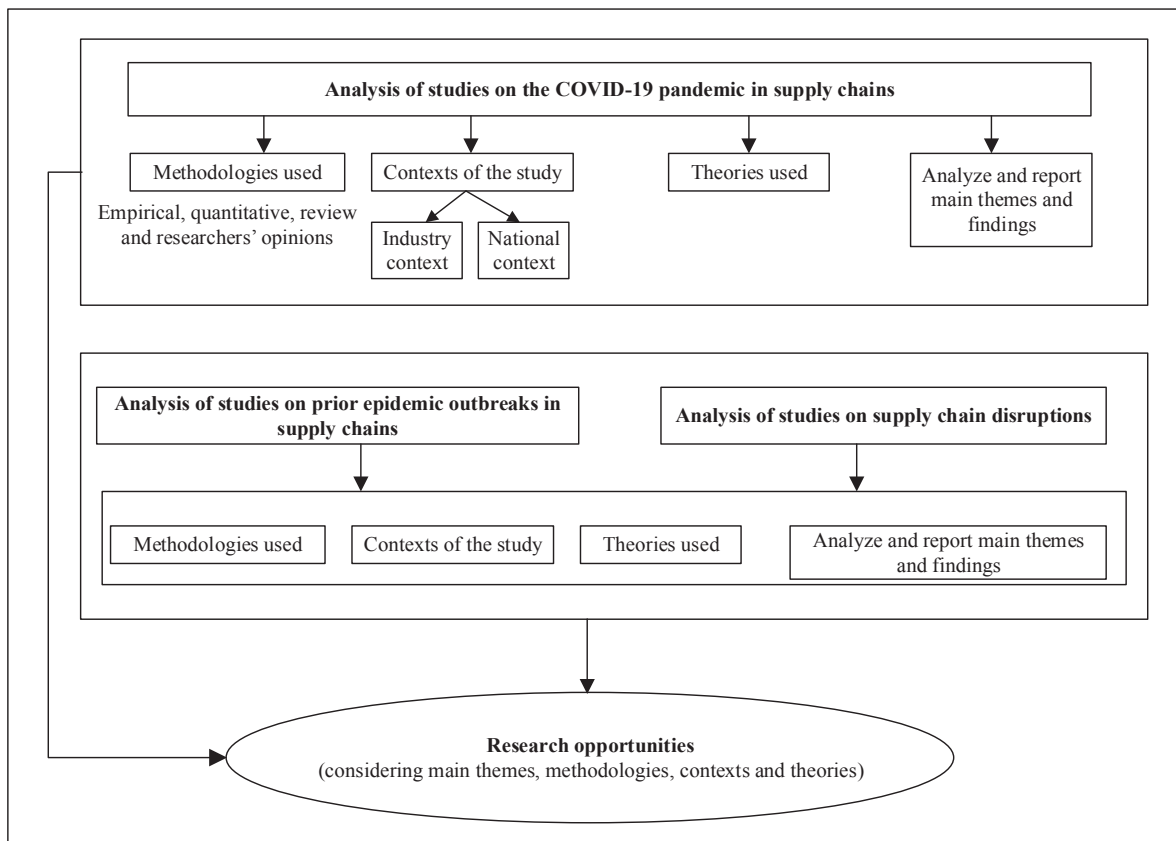 Analysis of studies on the COVID-19 pandemic in supply chains
Methodologies used
Empirical, quantitative, review
and researchers' opinions
Contexts of the study
Industry
context
National
context
Theories used
Analyze and report
main themes and
findings
Analysis of studies on prior epidemic outbreaks in
supply chains
Analysis of studies on supply chain disruptions
Methodologies used
Contexts of the study
Theories used
Analyze and report main themes
and findings
Research opportunities
(considering main themes, methodologies, contexts and theories)